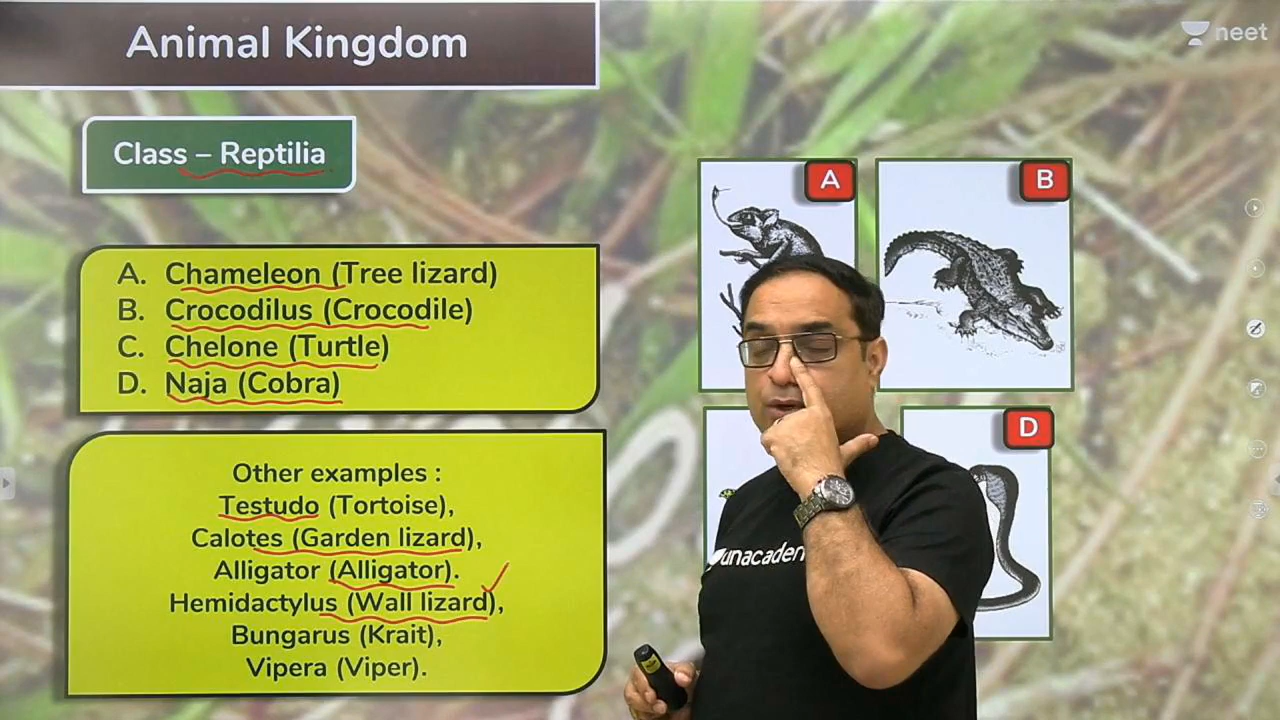 Animal Kingdom
neet
Class – Reptilia
A. Chameleon (Tree lizard)
B. Crocodilus (Crocodile)
C. Chelone (Turtle)
D. Naja (Cobra)
Other examples :
Testudo (Tortoise),
Calotes (Garden lizard),
Alligator (Alligator).
Hemidactylus (Wall lizard),
Bungarus (Krait),
Vipera (Viper).
A
B
D
unacadem